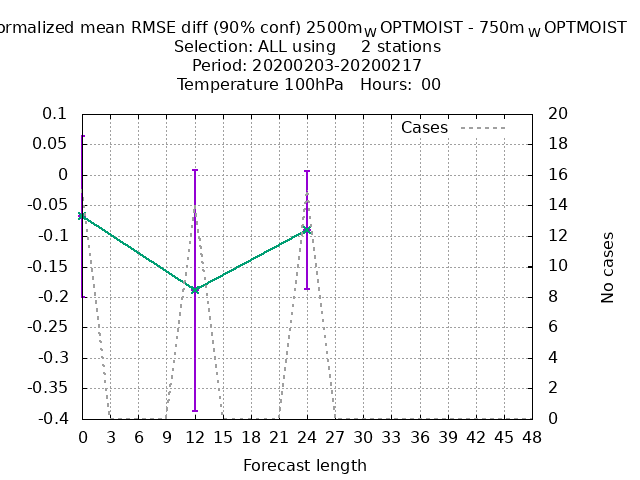 ormalized mean RMSE diff (90% conf) 2500m_W OPTMOIST - 750m_W OPTMOIST
Selection: ALL using 2 stations
Period: 20200203-20200217
Temperature 100hPa Hours: 00
Cases
0.1
0.05
0
-0.05
-0.1
-0.15
-0.2
-0.25
-0.3
-0.35
-0.4
20
18
16
14
12
10
8
6
4
2
0
No cases
0 3 6 9 12 15 18 21 24 27 30 33 36 39 42 45 48
Forecast length